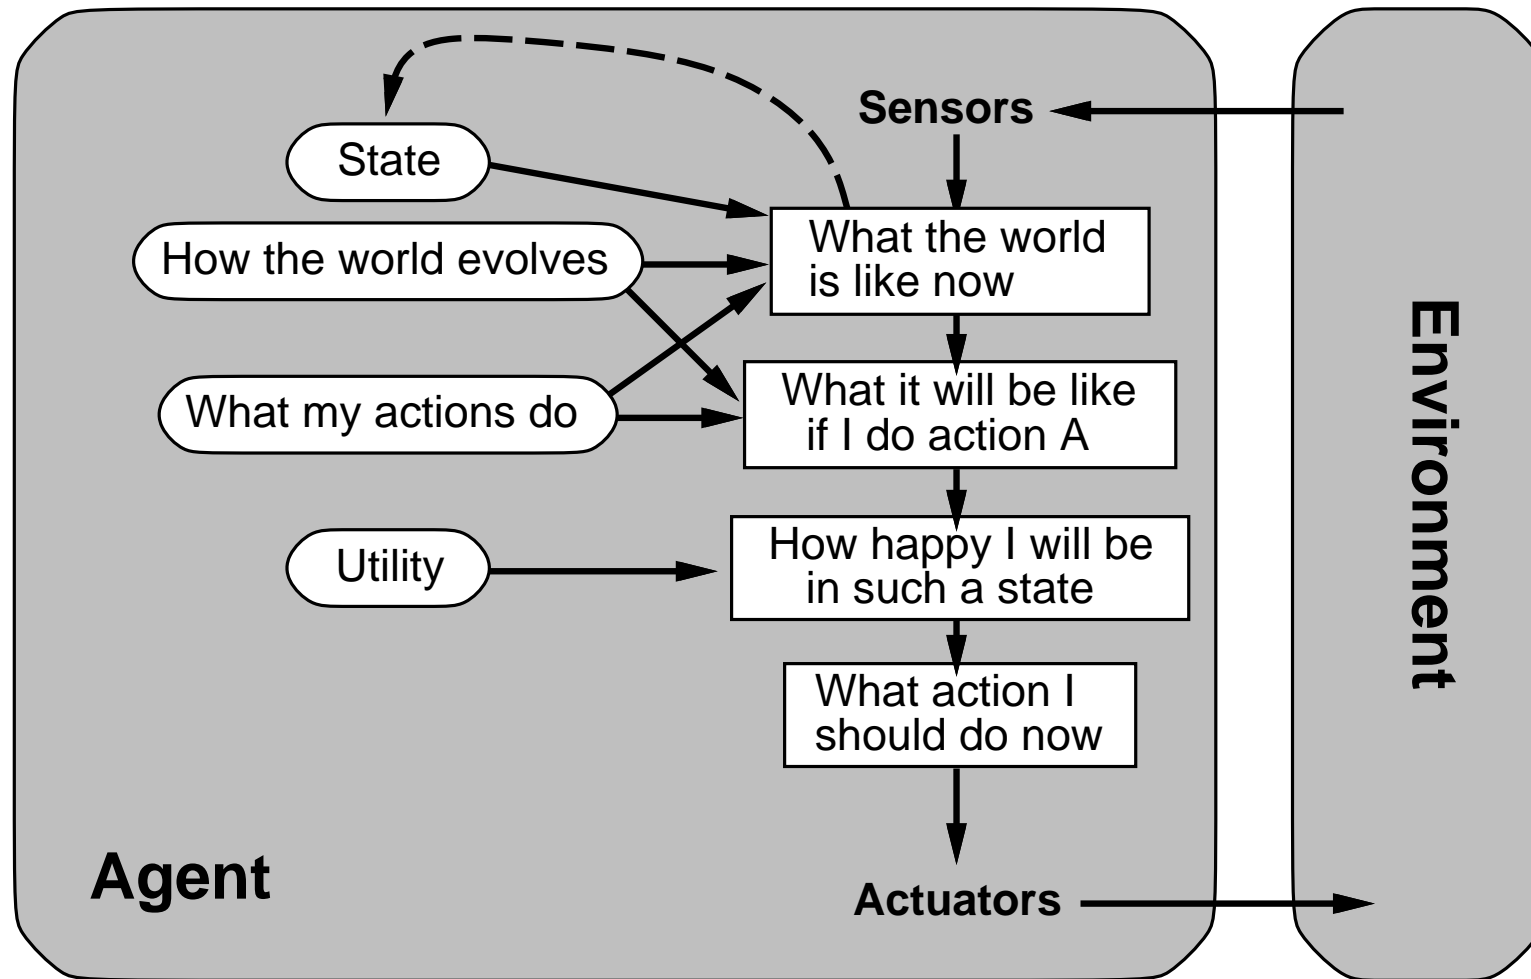 Sensors
State
What the world
is like now
How the world evolves
What it will be like
if I do action A
What my actions do
How happy I will be
in such a state
Utility
What action I
should do now
Agent
Actuators
Environment